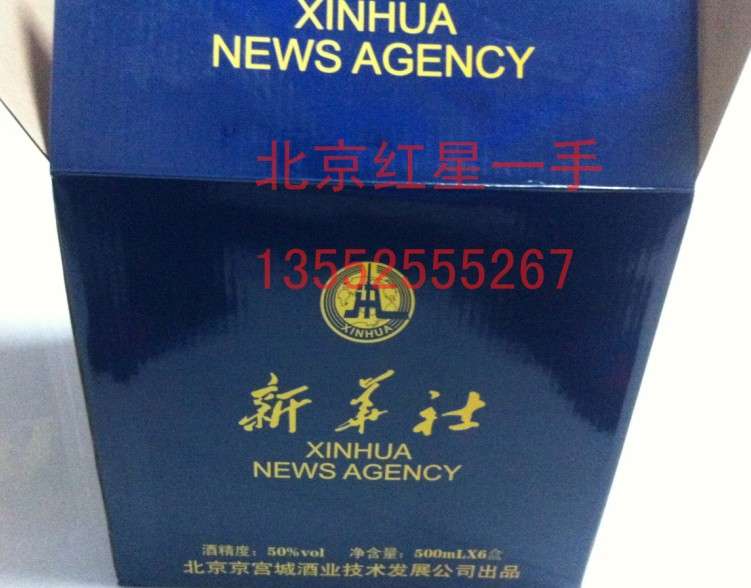 XINHUA
NEWS AGENCY
北京红星一手
13552555267
XINHUA
新华社
XINHUA
NEWS AGENCY
酒精度：50%vol 净含量：500mLX6盒
北京京宫城酒业技术发展公司出品